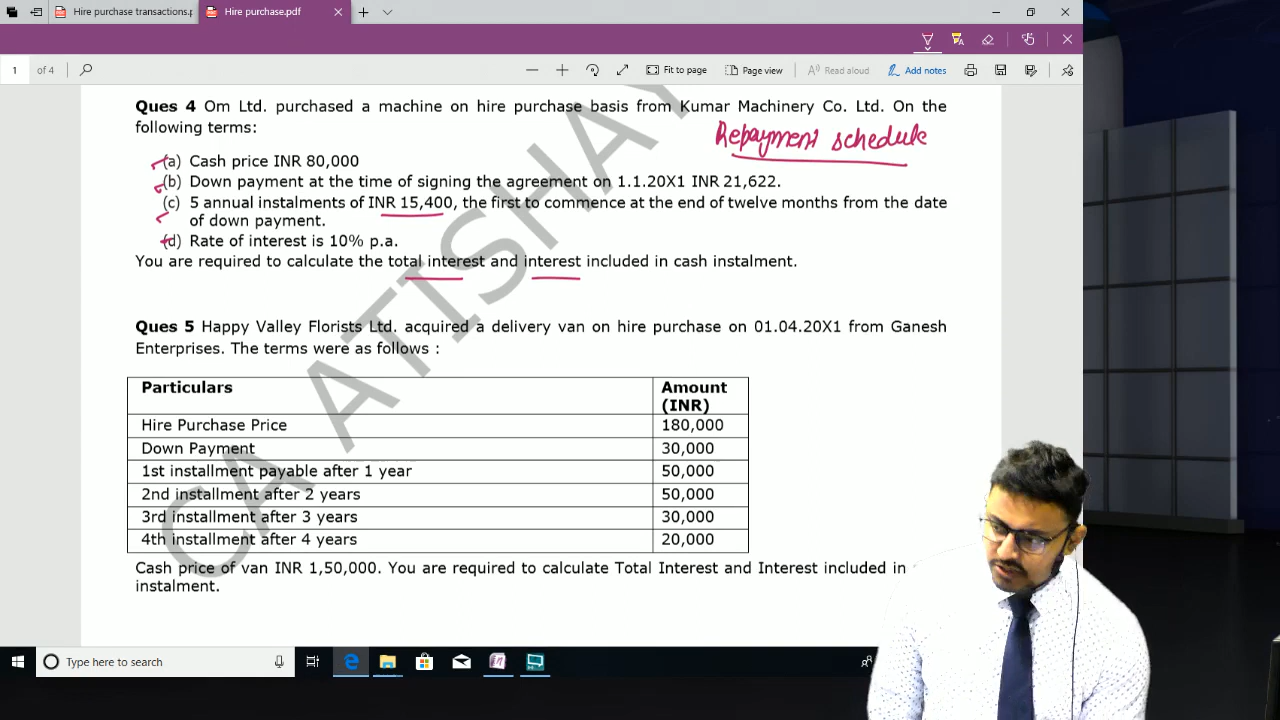 Hire purchase transactions.p
Hire purchase.pdf
1
of 4
Fit to page
Page view
Read aloud
Add notes
Ques 4 Om Ltd. purchased a machine on hire purchase basis from Kumar Machinery Co. Ltd. On the
following terms:
Repayment schedule
(a) Cash price INR 80,000
(b) Down payment at the time of signing the agreement on 1.1.20X1 INR 21,622.
(c) 5 annual instalments of INR 15,400, the first to commence at the end of twelve months from the date
of down payment.
(d) Rate of interest is 10% p.a.
You are required to calculate the total interest and interest included in cash instalment.
Ques 5 Happy Valley Florists Ltd. acquired a delivery van on hire purchase on 01.04.20X1 from Ganesh
Enterprises. The terms were as follows :
Particulars Amount
(INR)
Hire Purchase Price 180,000
Down Payment 30,000
1st installment payable after 1 year 50,000
2nd installment after 2 years 50,000
3rd installment after 3 years 30,000
4th installment after 4 years 20,000
Cash price of van INR 1,50,000. You are required to calculate Total Interest and Interest included in
instalment.
CA ATISHAY
Type here to search